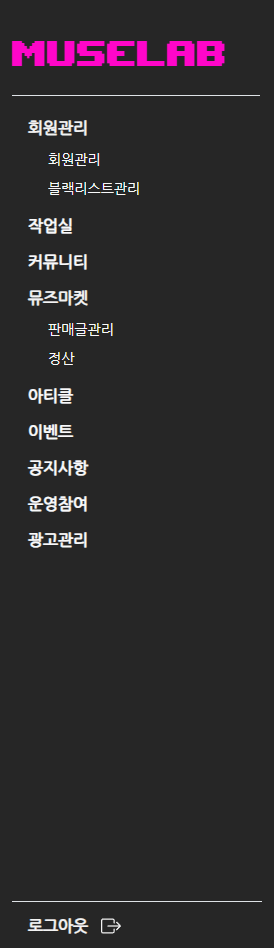 MUSELAB
회원관리
회원관리
블랙리스트관리
작업실
커뮤니티
뮤즈마켓
판매글관리
정산
아티클
이벤트
공지사항
운영참여
광고관리
로그아웃